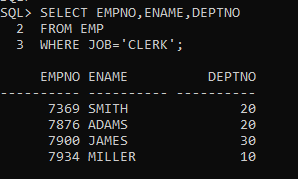 SQL> SELECT EMPNO,ENAME,DEPTNO
2 FROM EMP
3 WHERE JOB='CLERK';
EMPNO ENAME DEPTNO
---------- ---------- ----------
7369 SMITH 20
7876 ADAMS 20
7900 JAMES 30
7934 MILLER 10